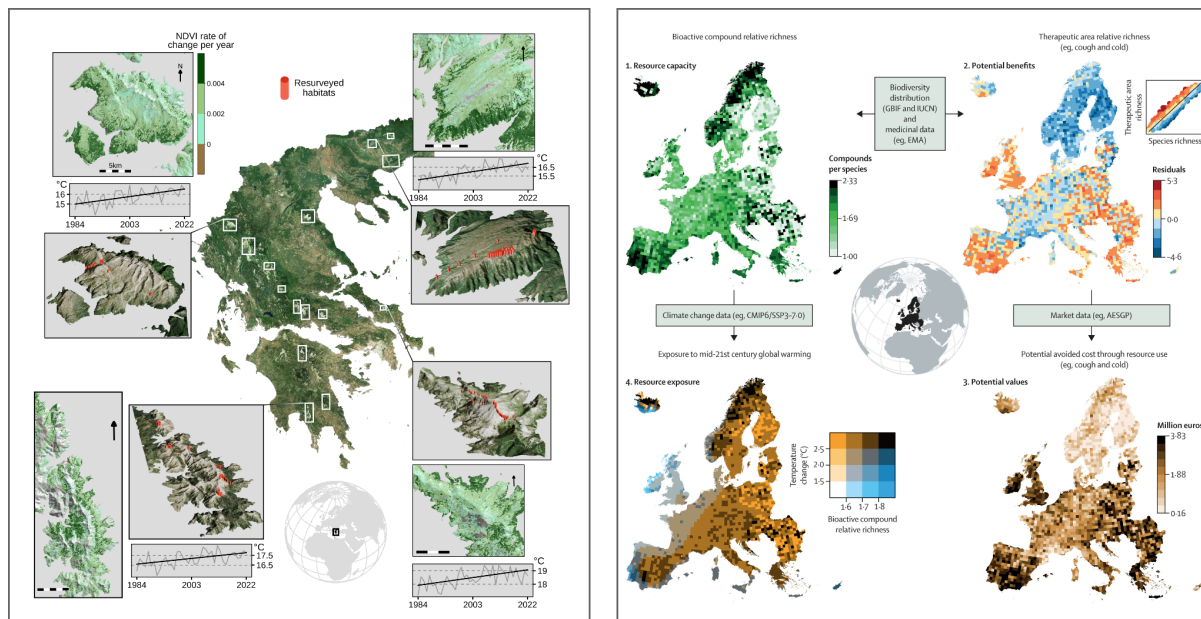 NDVI rate of
change per year
N
0.004
0.002
0
5km
Resurveyed
habitats
°C
16
15
1984 2003 2022
°C
16.5
15.5
1984 2003 2022
°C
17.5
16.5
1984 2003 2022
°C
19
18
1984 2003 2022
Bioactive compound relative richness
1. Resource capacity
Compounds
per species
2·33
1·69
1·00
Biodiversity
distribution
(GBIF and IUCN)
and
medicinal data
(eg, EMA)
Therapeutic area relative richness
(eg, cough and cold)
2. Potential benefits
Therapeutic area
richness
Species richness
Residuals
5·3
0·0
–4·6
Climate change data (eg, CMIP6/SSP3–7·0)
Market data (eg, AESGP)
Exposure to mid-21st century global warming
4. Resource exposure
Temperature
change (°C)
2·5
2·0
1·5
1·6 1·7 1·8
Bioactive compound
relative richness
Potential avoided cost through resource use
(eg, cough and cold)
3. Potential values
Million euros
3·83
1·88
0·16